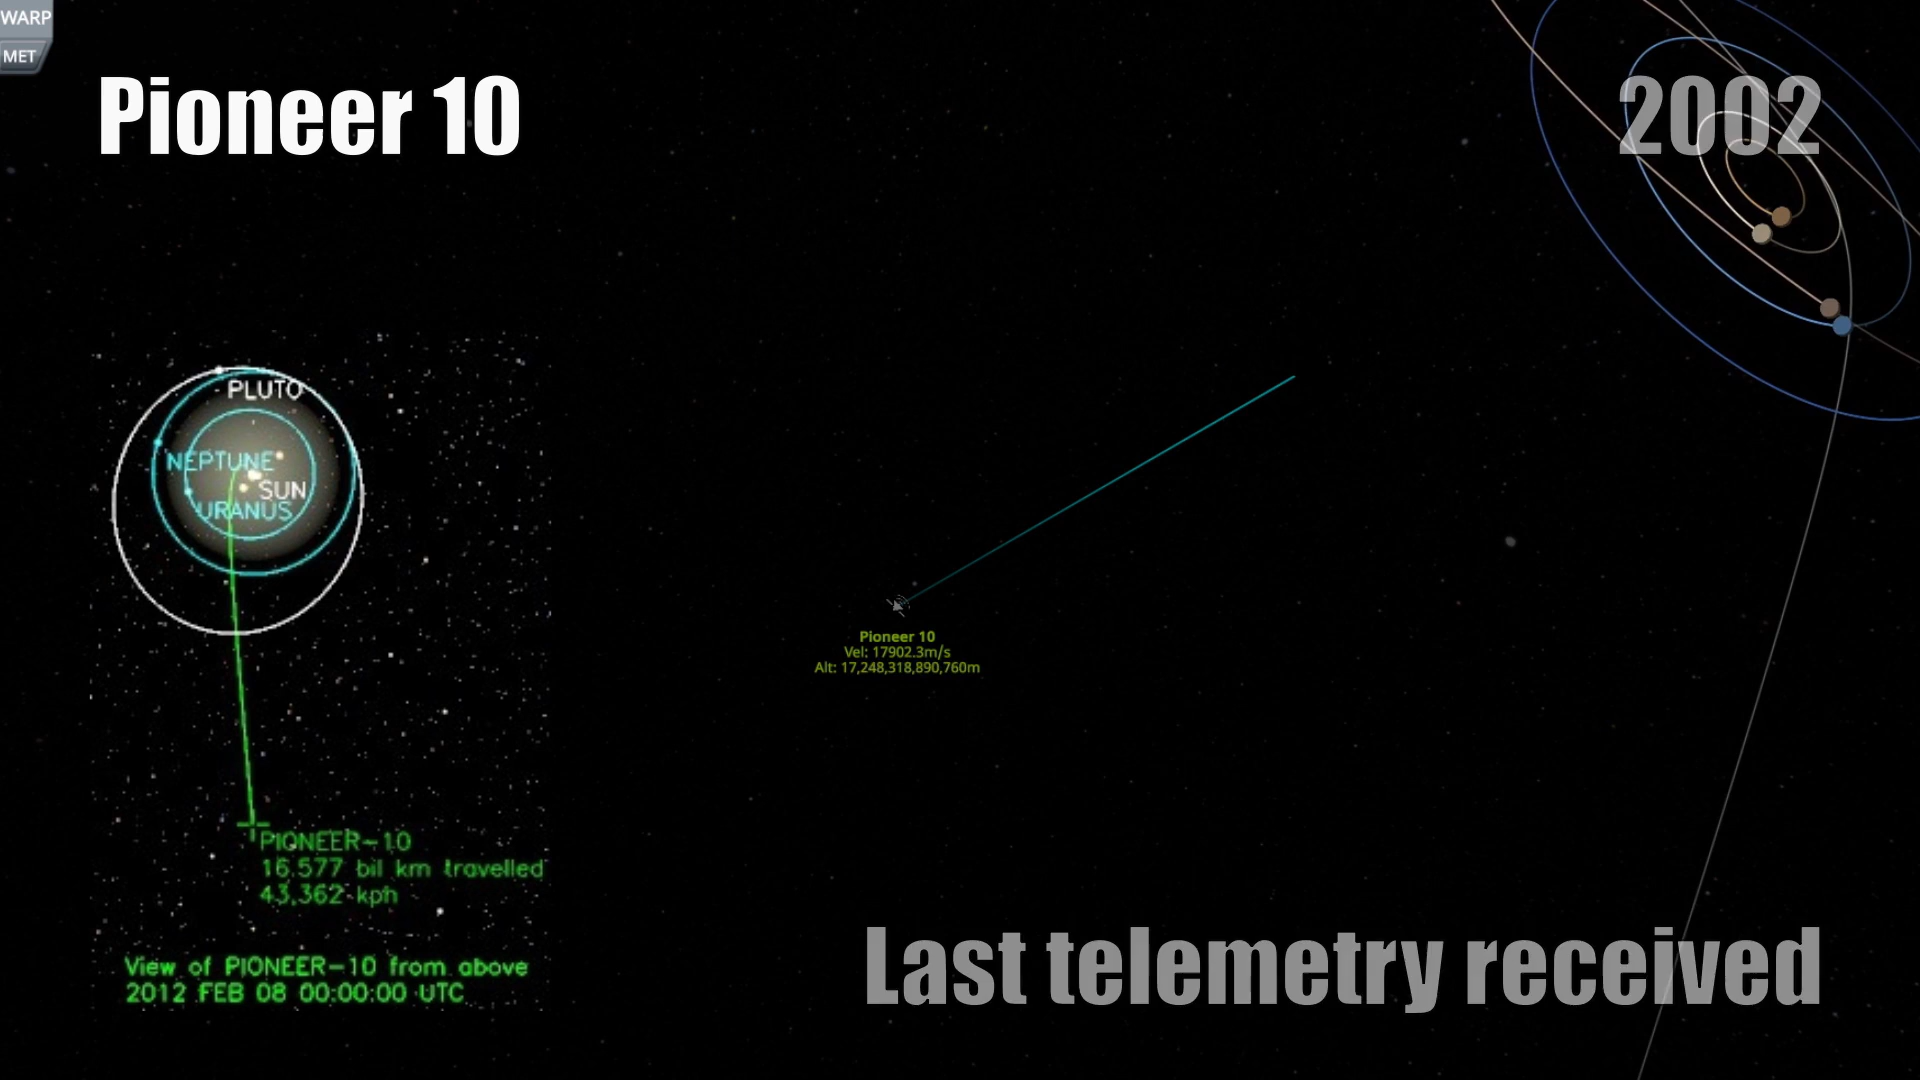 WARP
MET
Pioneer 10
2002
PLUTO
NEPTUNE
SUN
URANUS
Pioneer 10
Vel: 17902.3m/s
Alt: 17,248,318,890,760m
PIONEER-10
16.577 bil km travelled
43,362 kph
Last telemetry received
View of PIONEER-10 from above
2012 FEB 08 00:00:00 UTC